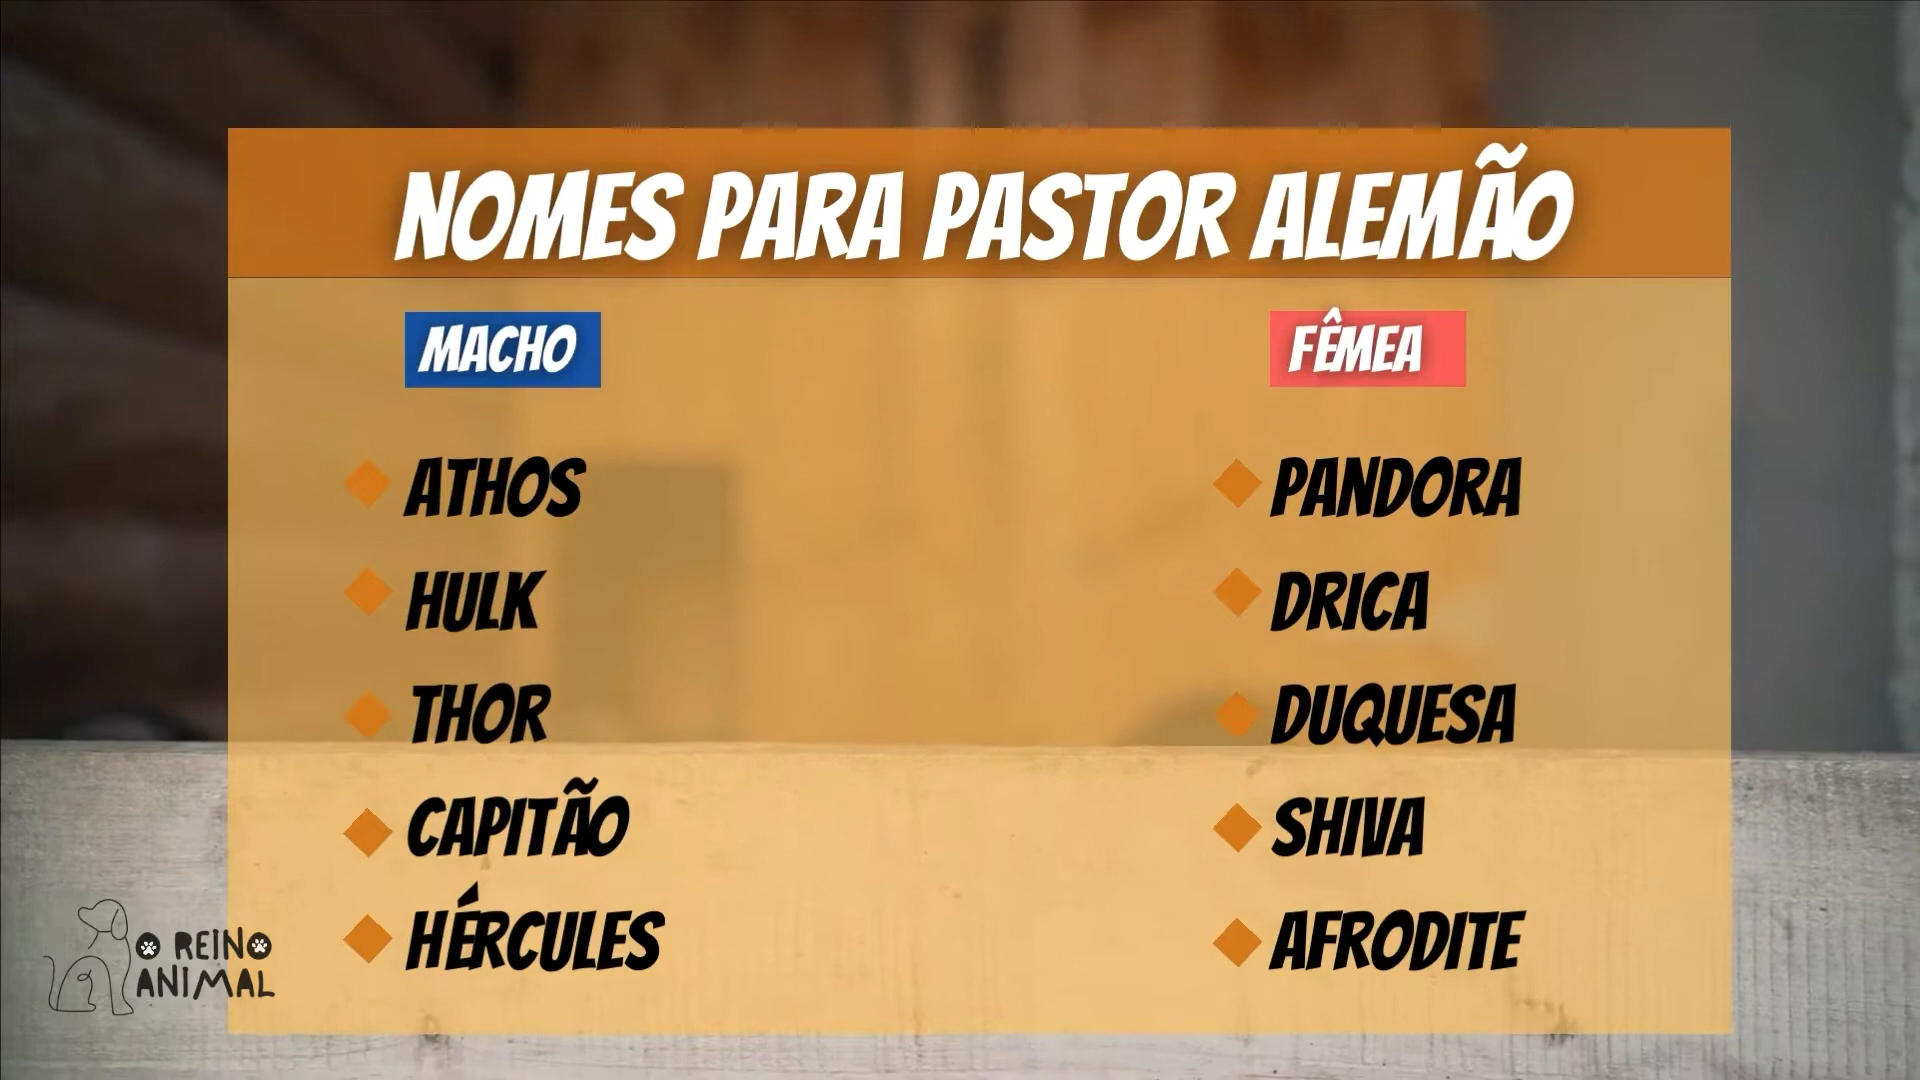 NOMES PARA PASTOR ALEMÃO
MACHO
ATHOS
HULK
THOR
CAPITÃO
HÉRCULES
FÊMEA
PANDORA
DRICA
DUQUESA
SHIVA
AFRODITE
O REINO
ANIMAL